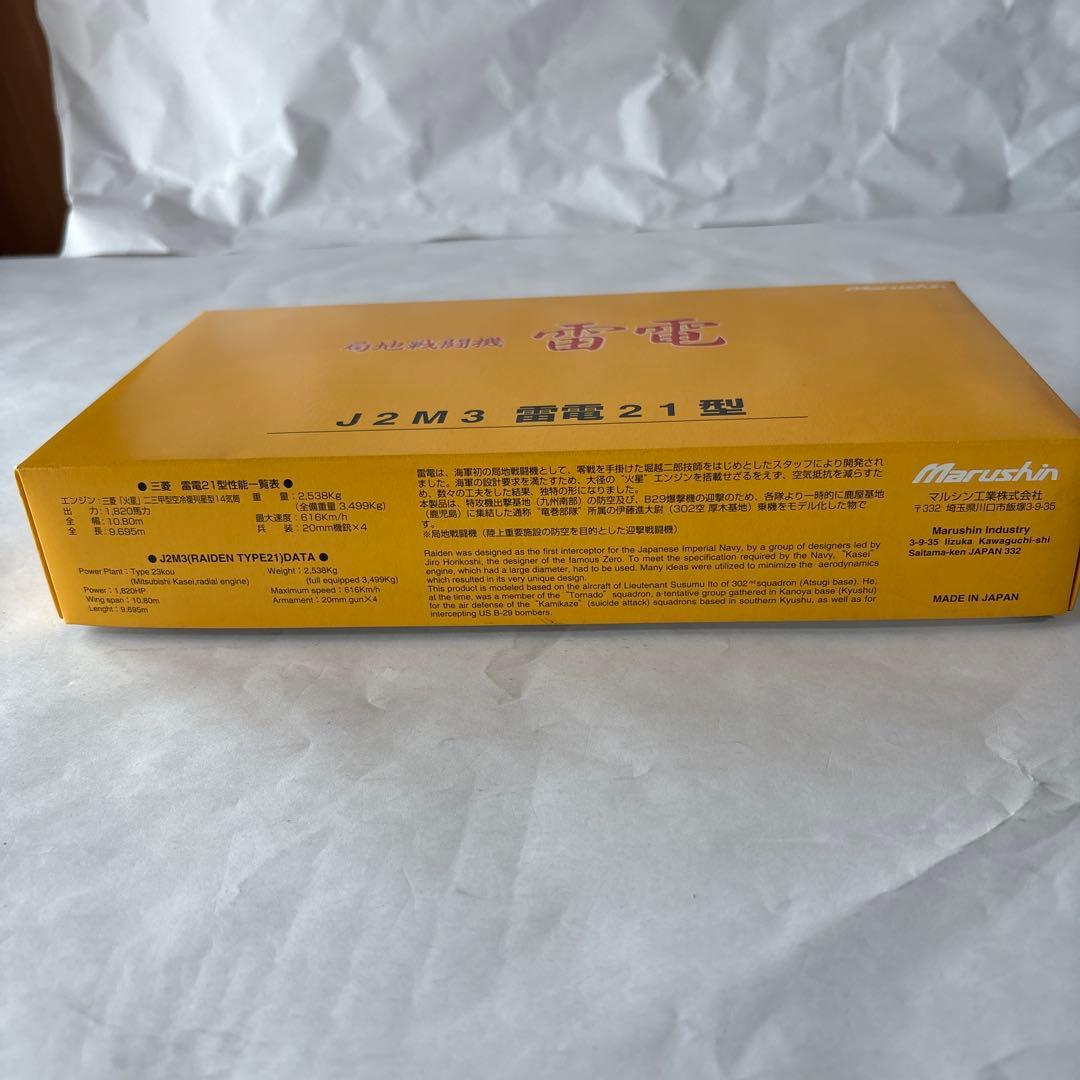 Marushin
局地戦闘機 雷電
J2M3 雷電21型
● 三菱 雷電21型性能一覧表 ●
エンジン:三菱「火星」二三甲型空冷複列星型14気筒
出 力:1,820馬力
全 幅:10.80m
全 長:9.695m
重 量:2,538Kg
(全備重量 3,499Kg)
最大速度:616Km/h
兵 装:20mm機銃×4
● J2M3(RAIDEN TYPE21)DATA ●
Power Plant:Type 23kou
(Mitsubishi Kasei,radial engine)
Power:1,820HP
Wing span:10.80m
Lenght:9.695m
Weight:2,538Kg
(full equipped 3,499Kg)
Maximum speed:616Km/h
Armament:20mm gun×4
雷電は、海軍初の局地戦闘機として、零戦を手掛けた堀越二郎技師をはじめとしたスタッフにより開発され
ました。海軍の設計要求を満たすため、大径の"火星"エンジンを搭載せざるをえず、空気抵抗を減らすた
め、数々の工夫をした結果、独特の形になりました。
本製品は、特攻機出撃基地(九州南部)の防空及び、B29爆撃機の迎撃のため、各隊より一時的に鹿屋基地
(鹿児島)に集結した通称「竜巻部隊」所属の伊藤進大尉(302空 厚木基地)乗機をモデル化した物で
す。
※局地戦闘機(陸上重要施設の防空を目的とした迎撃戦闘機)
Raiden was designed as the first interceptor for the Japanese Imperial Navy, by a group of designers led by
Jiro Horikoshi, the designer of the famous Zero. To meet the specification required by the Navy, "Kasei"
engine, which had a large diameter, had to be used. Many ideas were utilized to minimize the aerodynamics
which resulted in its very unique design.
This product is modeled based on the aircraft of Lieutenant Susumu Ito of 302nd squadron (Atsugi base). He,
at the time, was a member of the "Tornado" squadron, a tentative group gathered in Kanoya base (Kyushu)
for the air defense of the "Kamikaze" (suicide attack) squadrons based in southern Kyushu, as well as for
intercepting US B-29 bombers.
Marushin
マルシン工業株式会社
〒332 埼玉県川口市飯塚3-9-35
Marushin Industry
3-9-35 Iizuka Kawaguchi-shi
Saitama-ken JAPAN 332
MADE IN JAPAN